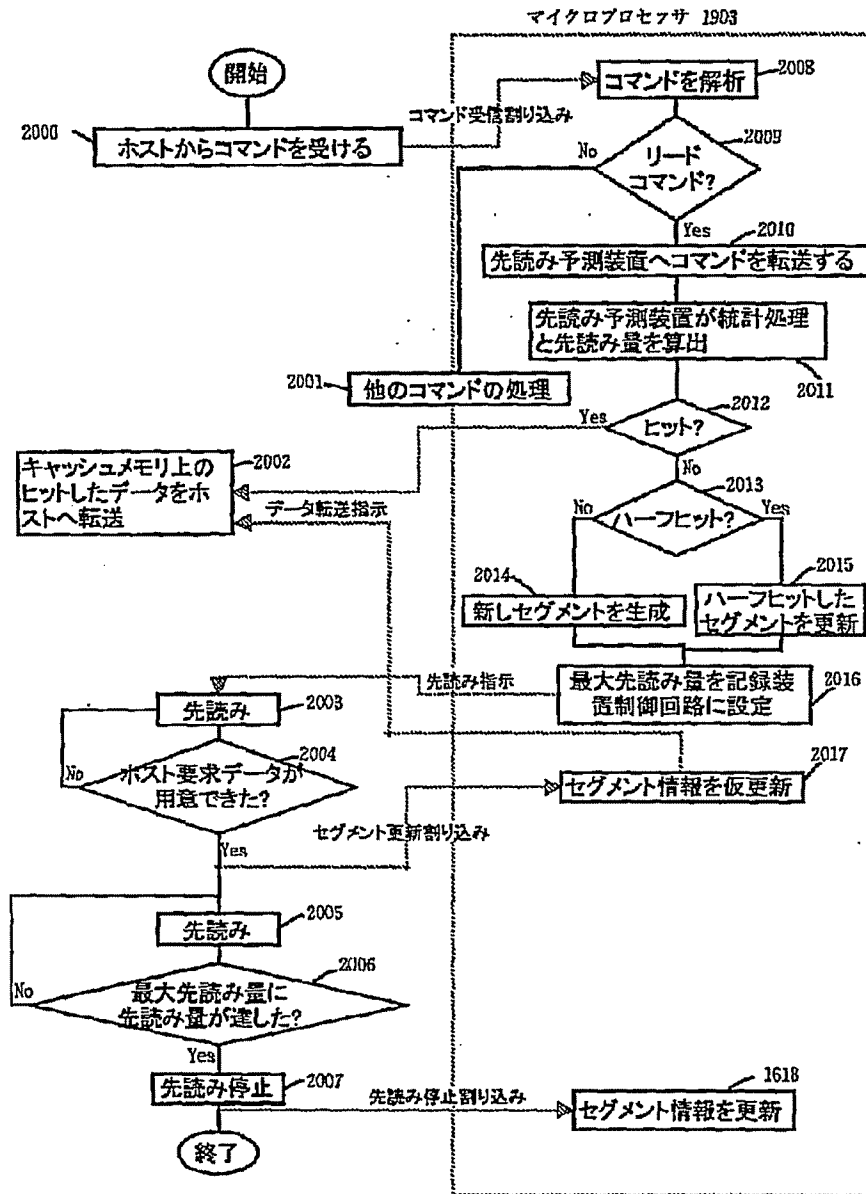 マイクロプロセッサ 1903
開始
2000
ホストからコマンドを受ける
コマンド受信割り込み
コマンドを解析
2008
No
リード
コマンド?
2009
Yes
2010
先読み予測装置へコマンドを転送する
先読み予測装置が統計処理
と先読み量を算出
2011
2001
他のコマンドの処理
Yes
ヒット?
2012
No
キャッシュメモリ上の
ヒットしたデータをホ
ストへ転送
2002
データ転送指示
No
ハーフヒット?
2013
Yes
2014
新しセグメントを生成
2015
ハーフヒットした
セグメントを更新
先読み指示
最大先読み量を記録装
置制御回路に設定
2016
先読み
2003
No
ホスト要求データが
用意できた?
2004
Yes
セグメント更新割り込み
セグメント情報を仮更新
2017
先読み
2005
No
最大先読み量に
先読み量が達した?
2006
Yes
先読み停止
2007
先読み停止割り込み
1618
セグメント情報を更新
終了